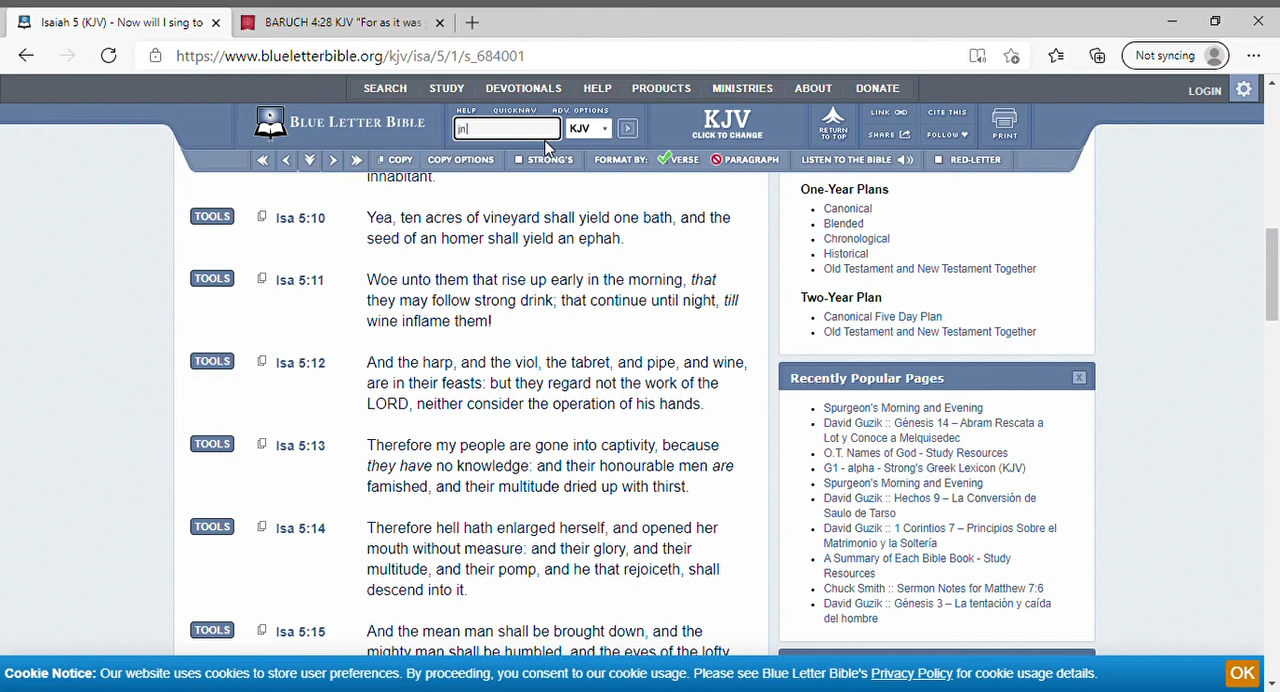 Isaiah 5 (KJV) - Now will I sing to
BARUCH 4:28 KJV "For as it was
https://www.blueletterbible.org/kjv/isa/5/1/s_684001
Not syncing
SEARCH STUDY DEVOTIONALS HELP PRODUCTS MINISTRIES ABOUT DONATE
LOGIN
BLUE LETTER BIBLE
HELP QUICKNAV ADV. OPTIONS
jn
KJV
KJV
CLICK TO CHANGE
RETURN
TO TOP
LINK
CITE THIS
SHARE
FOLLOW
PRINT
COPY COPY OPTIONS STRONG'S FORMAT BY: VERSE PARAGRAPH LISTEN TO THE BIBLE RED-LETTER
inhabitant.
TOOLS Isa 5:10 Yea, ten acres of vineyard shall yield one bath, and the
seed of an homer shall yield an ephah.
TOOLS Isa 5:11 Woe unto them that rise up early in the morning, that
they may follow strong drink; that continue until night, till
wine inflame them!
TOOLS Isa 5:12 And the harp, and the viol, the tabret, and pipe, and wine,
are in their feasts: but they regard not the work of the
LORD, neither consider the operation of his hands.
TOOLS Isa 5:13 Therefore my people are gone into captivity, because
they have no knowledge: and their honourable men are
famished, and their multitude dried up with thirst.
TOOLS Isa 5:14 Therefore hell hath enlarged herself, and opened her
mouth without measure: and their glory, and their
multitude, and their pomp, and he that rejoiceth, shall
descend into it.
TOOLS Isa 5:15 And the mean man shall be brought down, and the
mighty man shall be humbled, and the eyes of the lofty
One-Year Plans
Canonical
Blended
Chronological
Historical
Old Testament and New Testament Together
Two-Year Plan
Canonical Five Day Plan
Old Testament and New Testament Together
Recently Popular Pages
X
Spurgeon's Morning and Evening
David Guzik :: Génesis 14 – Abram Rescata a
Lot y Conoce a Melquisedec
O.T. Names of God - Study Resources
G1 - alpha - Strong's Greek Lexicon (KJV)
Spurgeon's Morning and Evening
David Guzik :: Hechos 9 – La Conversión de
Saulo de Tarso
David Guzik :: 1 Corintios 7 – Principios Sobre el
Matrimonio y la Soltería
A Summary of Each Bible Book - Study
Resources
Chuck Smith :: Sermon Notes for Matthew 7:6
David Guzik :: Génesis 3 – La tentación y caída
del hombre
Cookie Notice: Our website uses cookies to store user preferences. By proceeding, you consent to our cookie usage. Please see Blue Letter Bible's Privacy Policy for cookie usage details.
OK